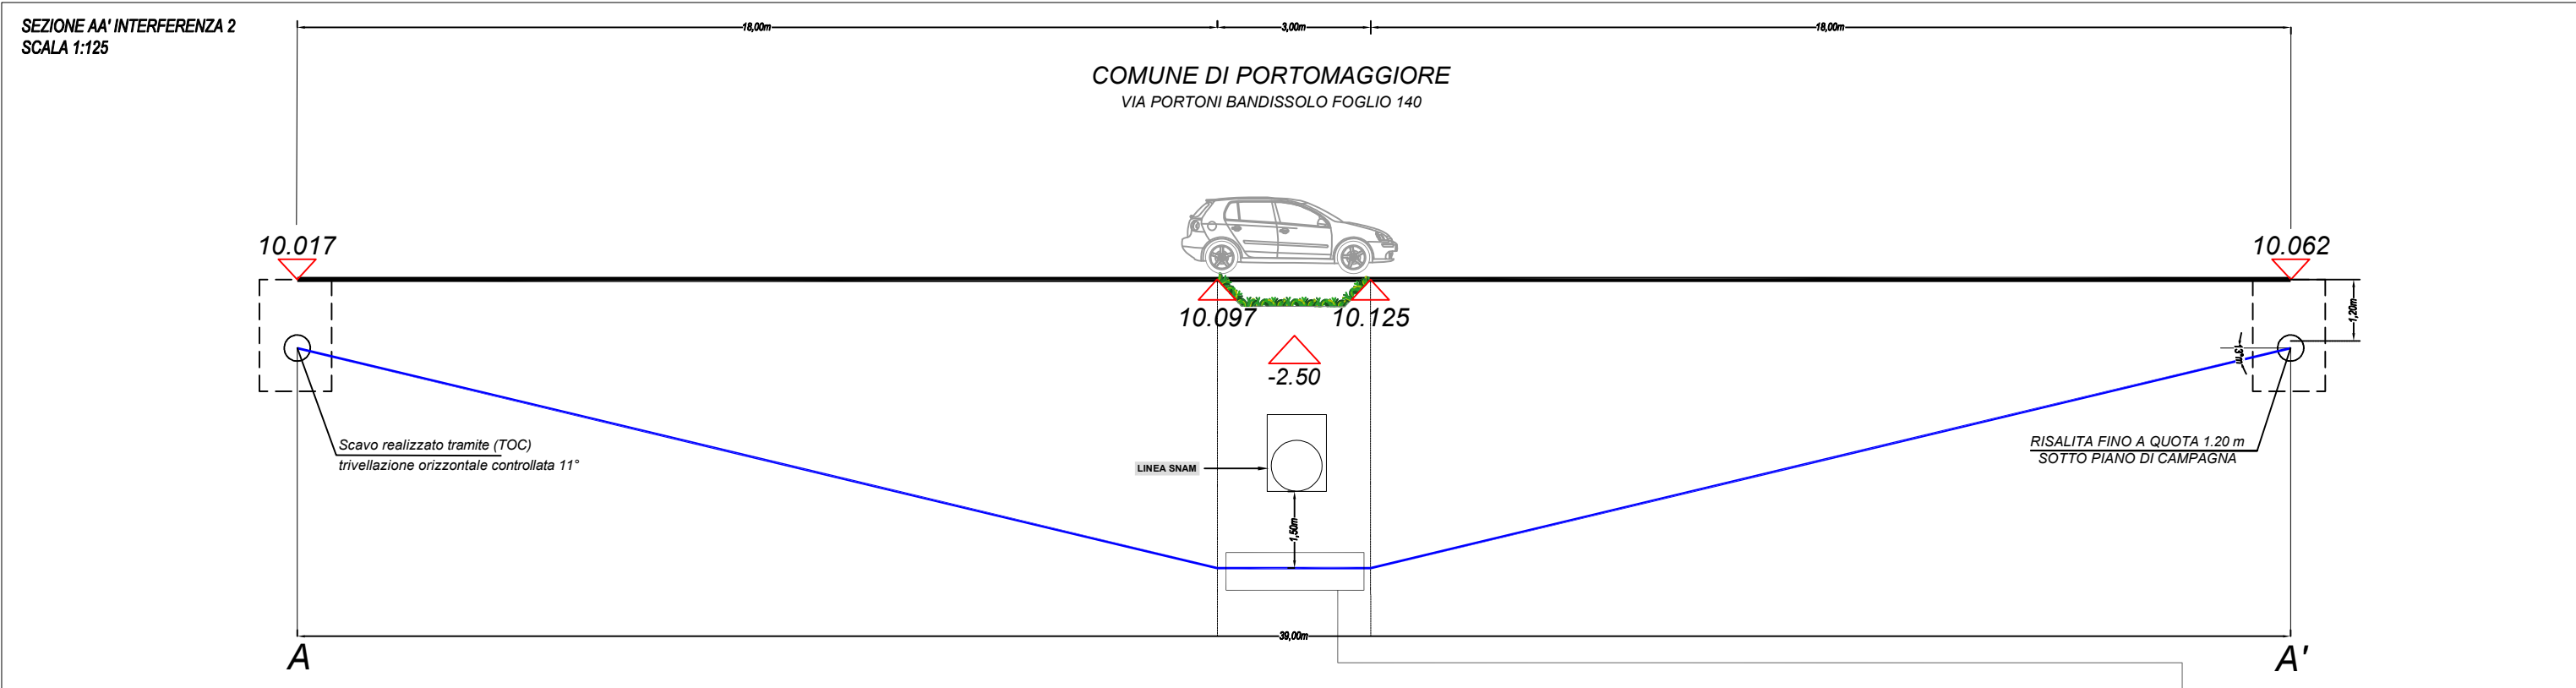 SEZIONE AA' INTERFERENZA 2
SCALA 1:125
18,00m
3,00m
18,00m
COMUNE DI PORTOMAGGIORE
VIA PORTONI BANDISSOLO FOGLIO 140
10.017
10.062
10.097
10.125
1,20m
-2.50
Scavo realizzato tramite (TOC)
trivellazione orizzontale controllata 11°
LINEA SNAM
RISALITA FINO A QUOTA 1.20 m
SOTTO PIANO DI CAMPAGNA
1,50m
39,00m
A
A'